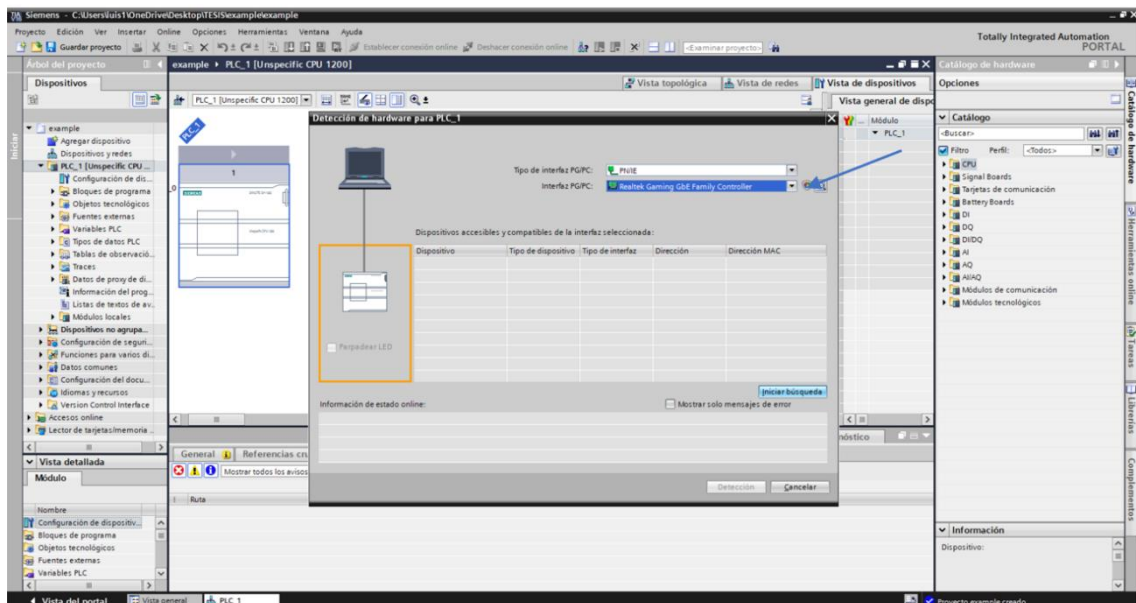 Siemens - C:\Users\luis1\OneDrive\Desktop\TESIS\example\example
Proyecto Edición Ver Insertar Online Opciones Herramientas Ventana Ayuda
Guardar proyecto Establecer conexión online Deshacer conexión online <Examinar proyecto>
Totally Integrated Automation
PORTAL
Árbol del proyecto
example ▸ PLC_1 [Unspecific CPU 1200]
Catálogo de hardware
Dispositivos
Vista topológica Vista de redes Vista de dispositivos
Opciones
PLC_1 [Unspecific CPU 1200]
Vista general de dispo
Iniciar
example
Agregar dispositivo
Dispositivos y redes
PLC_1 [Unspecific CPU ...
Configuración de dis...
Bloques de programa
Objetos tecnológicos
Fuentes externas
Variables PLC
Tipos de datos PLC
Tablas de observació...
Traces
Datos de proxy de di...
Información del prog...
Listas de textos de av...
Módulos locales
Dispositivos no agrupa...
Configuración de seguri...
Funciones para varios di...
Datos comunes
Configuración del docu...
Idiomas y recursos
Version Control Interface
Accesos online
Lector de tarjetas/memoria ...
Vista detallada
Módulo
Nombre
Configuración de dispositiv...
Bloques de programa
Objetos tecnológicos
Fuentes externas
Variables PLC
PLC_1
1
Detección de hardware para PLC_1
Tipo de interfaz PG/PC: PN/IE
Interfaz PG/PC: Realtek Gaming GbE Family Controller
Dispositivos accesibles y compatibles de la interfaz seleccionada:
Dispositivo Tipo de dispositivo Tipo de interfaz Dirección Dirección MAC
Parpadear LED
Iniciar búsqueda
Información de estado online:
Mostrar solo mensajes de error
Detección Cancelar
... Módulo
PLC_1
nóstico
General Referencias cru
Mostrar todos los avisos
! Ruta
Catálogo
<Buscar>
Filtro Perfil: <Todos>
CPU
Signal Boards
Tarjetas de comunicación
Battery Boards
DI
DQ
DI/DQ
AI
AQ
AI/AQ
Módulos de comunicación
Módulos tecnológicos
Información
Dispositivo:
Catálogo de hardware
Herramientas online
Tareas
Librerías
Complementos
Vista del portal Vista general PLC_1
Proyecto example creado.